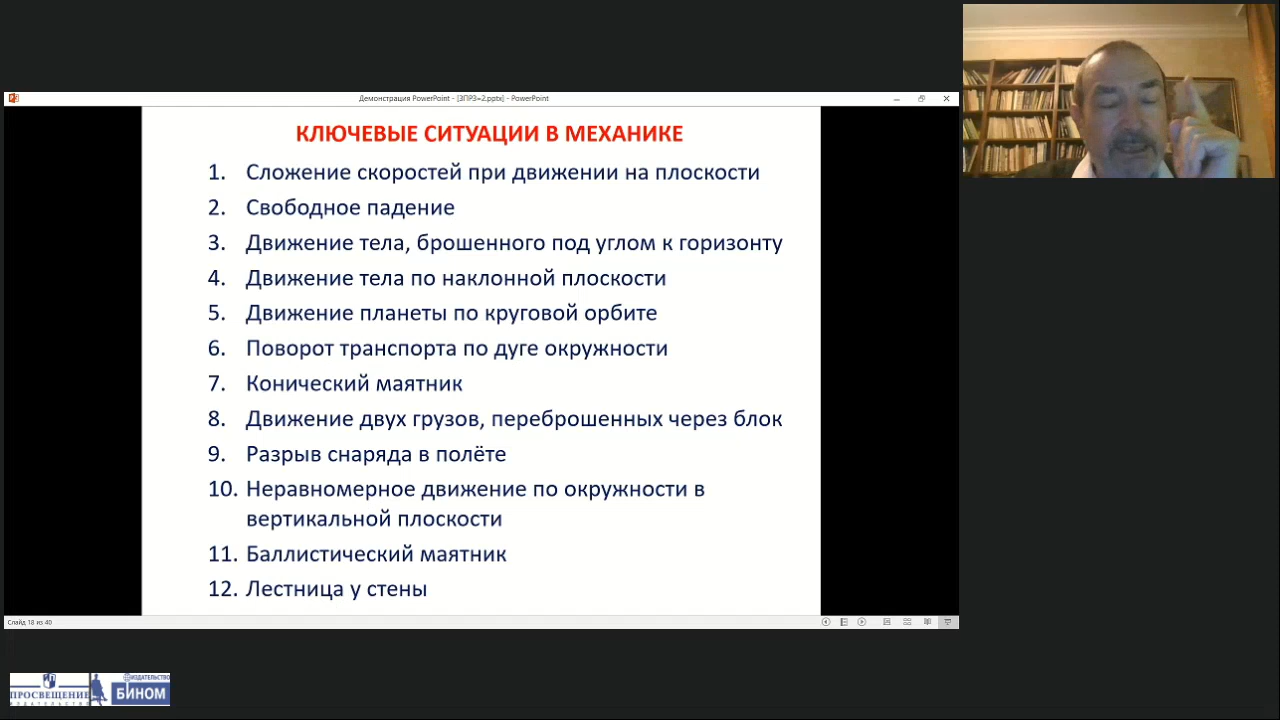 Демонстрация PowerPoint - [ЗПРЗ=2.pptx] - PowerPoint
КЛЮЧЕВЫЕ СИТУАЦИИ В МЕХАНИКЕ
1. Сложение скоростей при движении на плоскости
2. Свободное падение
3. Движение тела, брошенного под углом к горизонту
4. Движение тела по наклонной плоскости
5. Движение планеты по круговой орбите
6. Поворот транспорта по дуге окружности
7. Конический маятник
8. Движение двух грузов, переброшенных через блок
9. Разрыв снаряда в полёте
10. Неравномерное движение по окружности в
вертикальной плоскости
11. Баллистический маятник
12. Лестница у стены
Слайд 18 из 40
ПРОСВЕЩЕНИЕ
ИЗДАТЕЛЬСТВО
ИЗДАТЕЛЬСТВО
БИНОМ